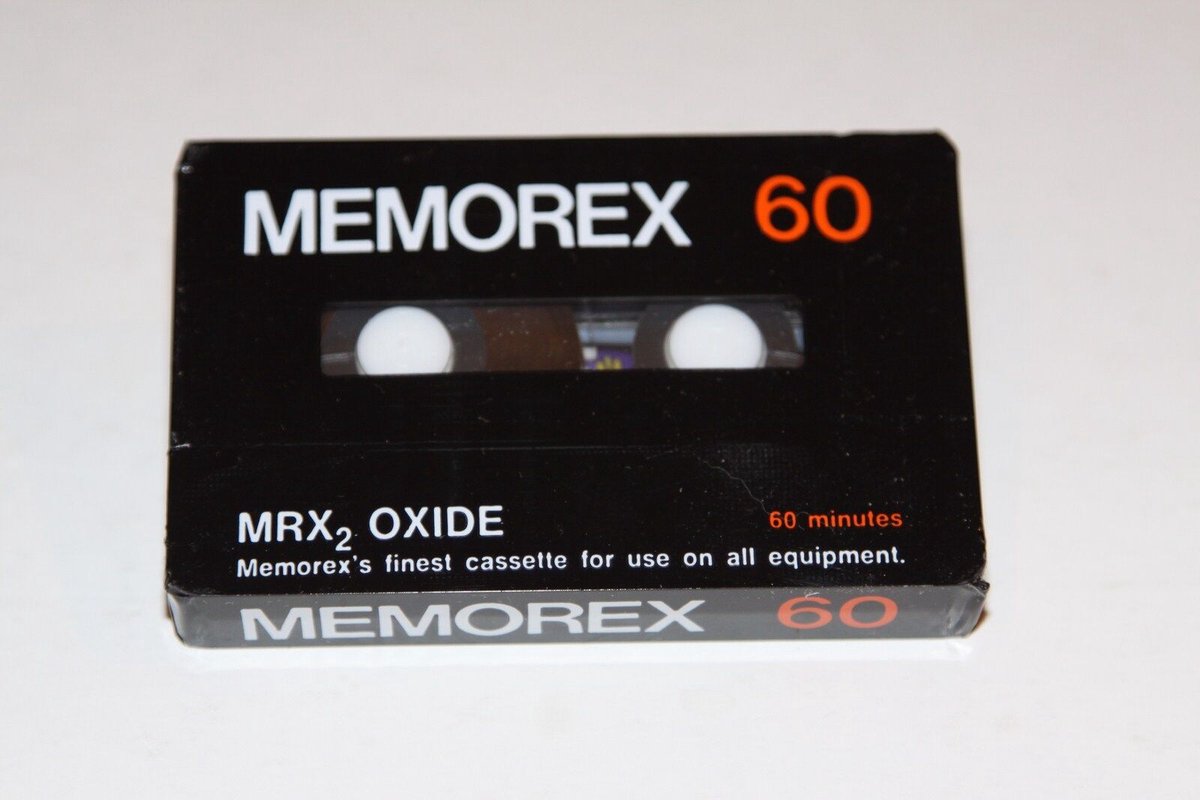 MEMOREX 60
MRX₂ OXIDE 60 minutes
Memorex's finest cassette for use on all equipment.
MEMOREX 60